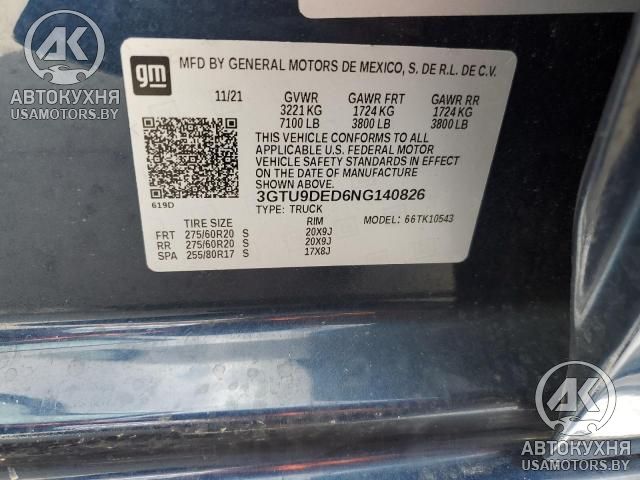 AK
АВТОКУХНЯ
USAMOTORS.BY
gm
MFD BY GENERAL MOTORS DE MEXICO, S. DE R.L. DE C.V.
11/21 GVWR GAWR FRT GAWR RR
3221 KG 1724 KG 1724 KG
7100 LB 3800 LB 3800 LB
THIS VEHICLE CONFORMS TO ALL
APPLICABLE U.S. FEDERAL MOTOR
VEHICLE SAFETY STANDARDS IN EFFECT
ON THE DATE OF MANUFACTURE
SHOWN ABOVE.
3GTU9DED6NG140826
619D
TYPE: TRUCK MODEL: 66TK10543
TIRE SIZE RIM
FRT 275/60R20 S 20X9J
RR 275/60R20 S 20X9J
SPA 255/80R17 S 17X8J
AK
АВТОКУХНЯ
USAMOTORS.BY